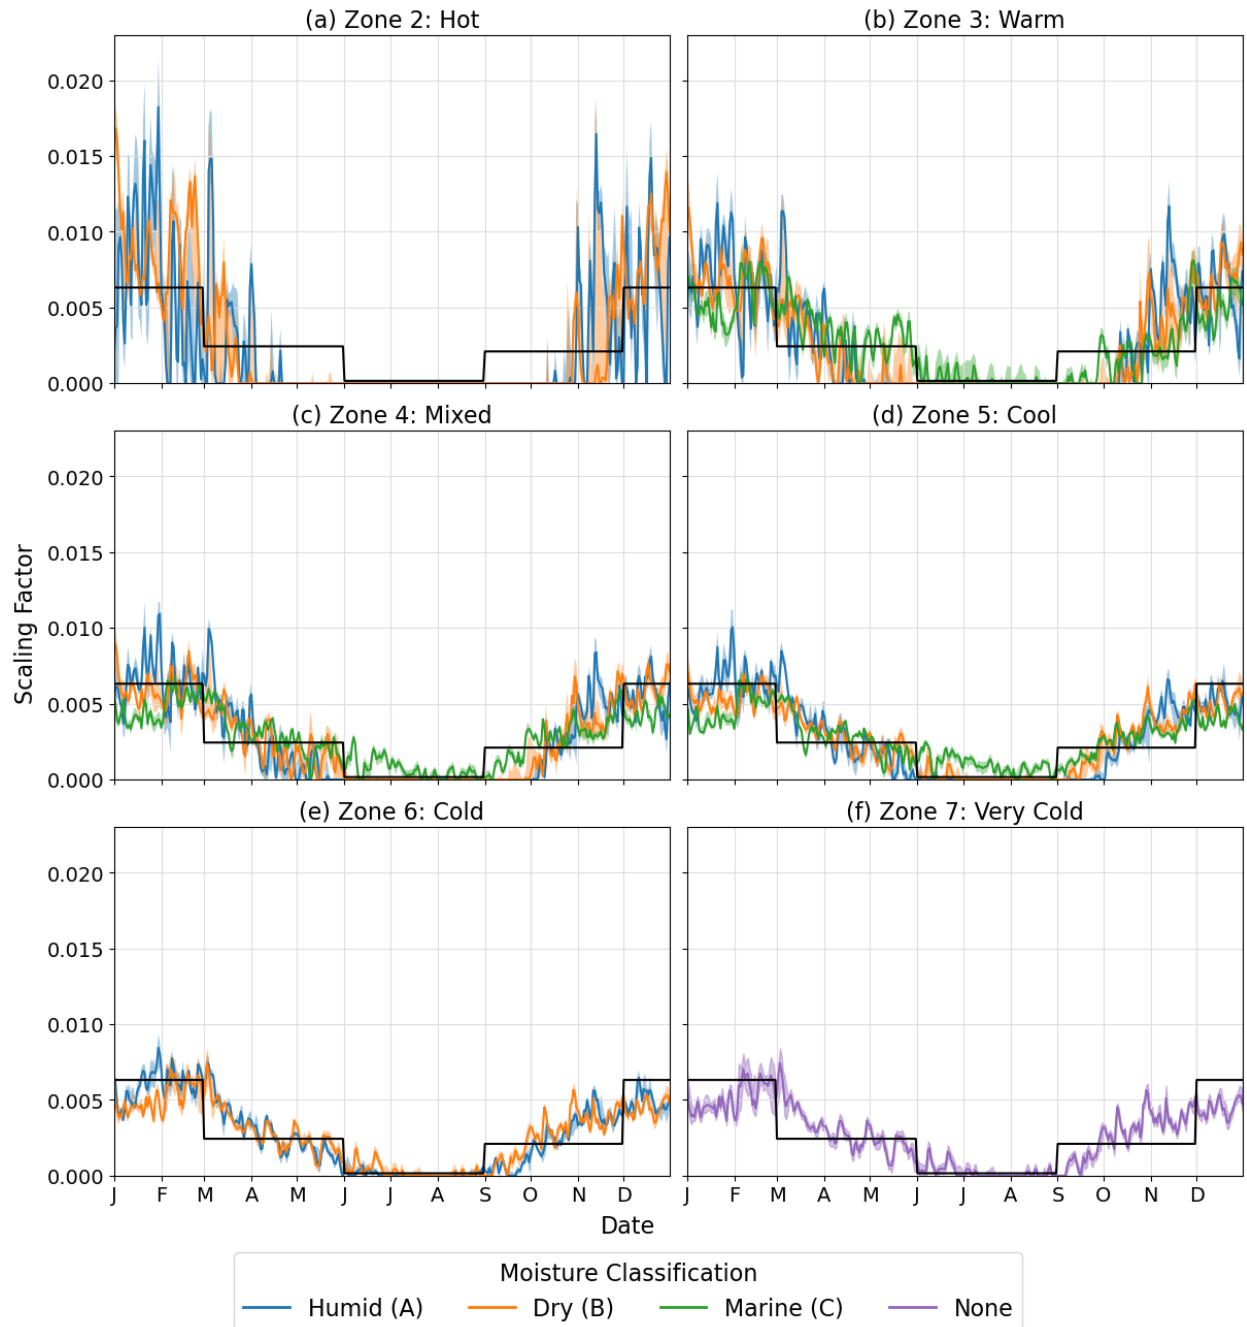 (a) Zone 2: Hot
(b) Zone 3: Warm
0.020
0.015
0.010
0.005
0.000
(c) Zone 4: Mixed
(d) Zone 5: Cool
0.020
0.015
0.010
0.005
0.000
Scaling Factor
(e) Zone 6: Cold
(f) Zone 7: Very Cold
0.020
0.015
0.010
0.005
0.000
J F M A M J J A S O N D
J F M A M J J A S O N D
Date
Moisture Classification
Humid (A) Dry (B) Marine (C) None